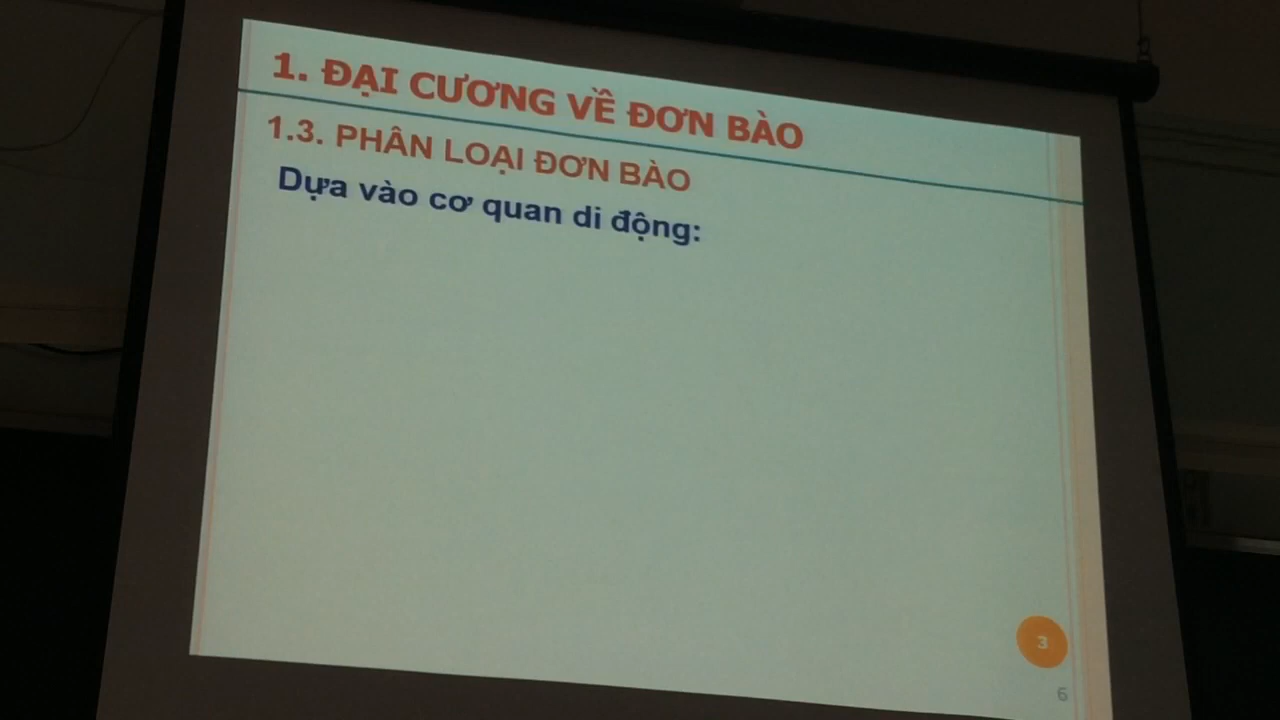 1. ĐẠI CƯƠNG VỀ ĐƠN BÀO
1.3. PHÂN LOẠI ĐƠN BÀO
Dựa vào cơ quan di động:
3
6